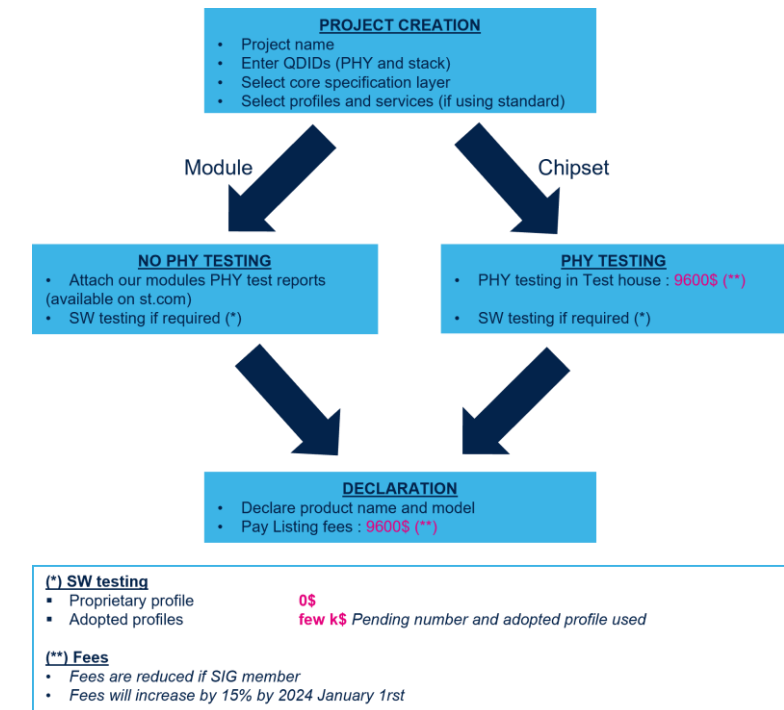 PROJECT CREATION
• Project name
• Enter QDIDs (PHY and stack)
• Select core specification layer
• Select profiles and services (if using standard)
Module
Chipset
NO PHY TESTING
• Attach our modules PHY test reports
(available on st.com)
• SW testing if required (*)
PHY TESTING
• PHY testing in Test house : 9600$ (**)
• SW testing if required (*)
DECLARATION
• Declare product name and model
• Pay Listing fees : 9600$ (**)
(*) SW testing
▪ Proprietary profile 0$
▪ Adopted profiles few k$ Pending number and adopted profile used
(**) Fees
• Fees are reduced if SIG member
• Fees will increase by 15% by 2024 January 1rst